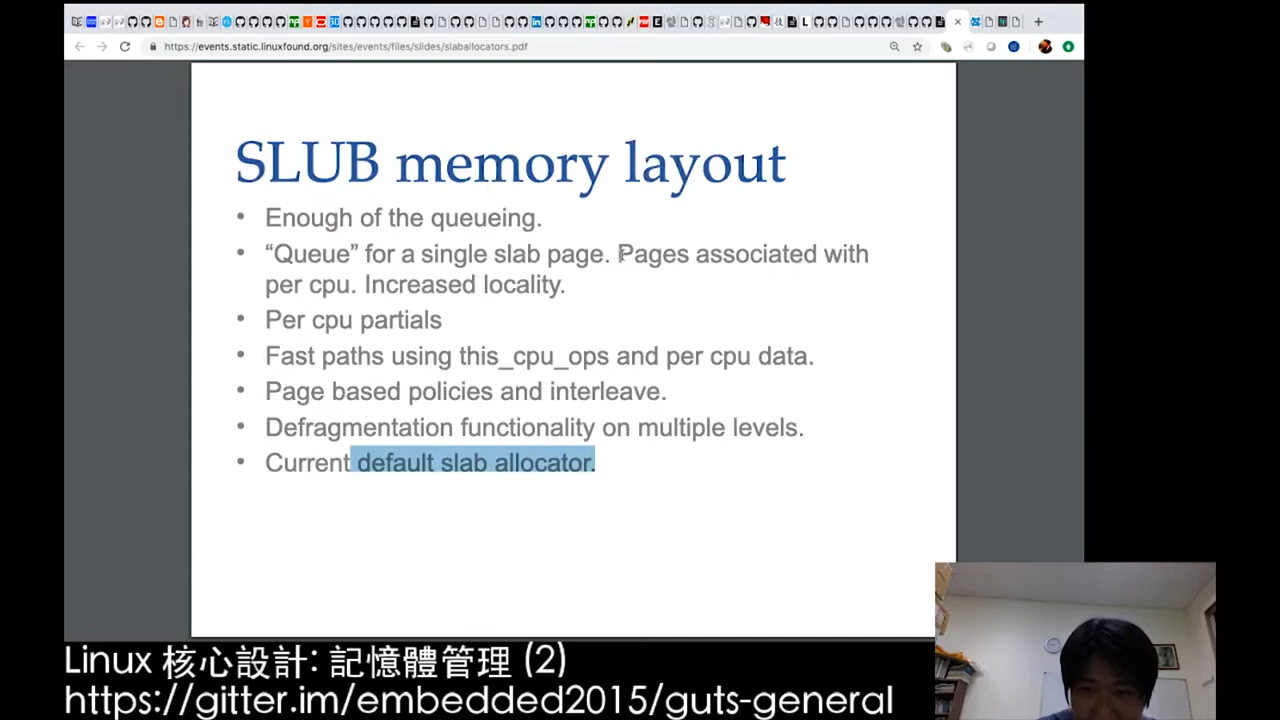 https://events.static.linuxfound.org/sites/events/files/slides/slaballocators.pdf
SLUB memory layout
• Enough of the queueing.
• “Queue” for a single slab page. Pages associated with
per cpu. Increased locality.
• Per cpu partials
• Fast paths using this_cpu_ops and per cpu data.
• Page based policies and interleave.
• Defragmentation functionality on multiple levels.
• Current default slab allocator.
Linux 核心設計: 記憶體管理 (2)
https://gitter.im/embedded2015/guts-general